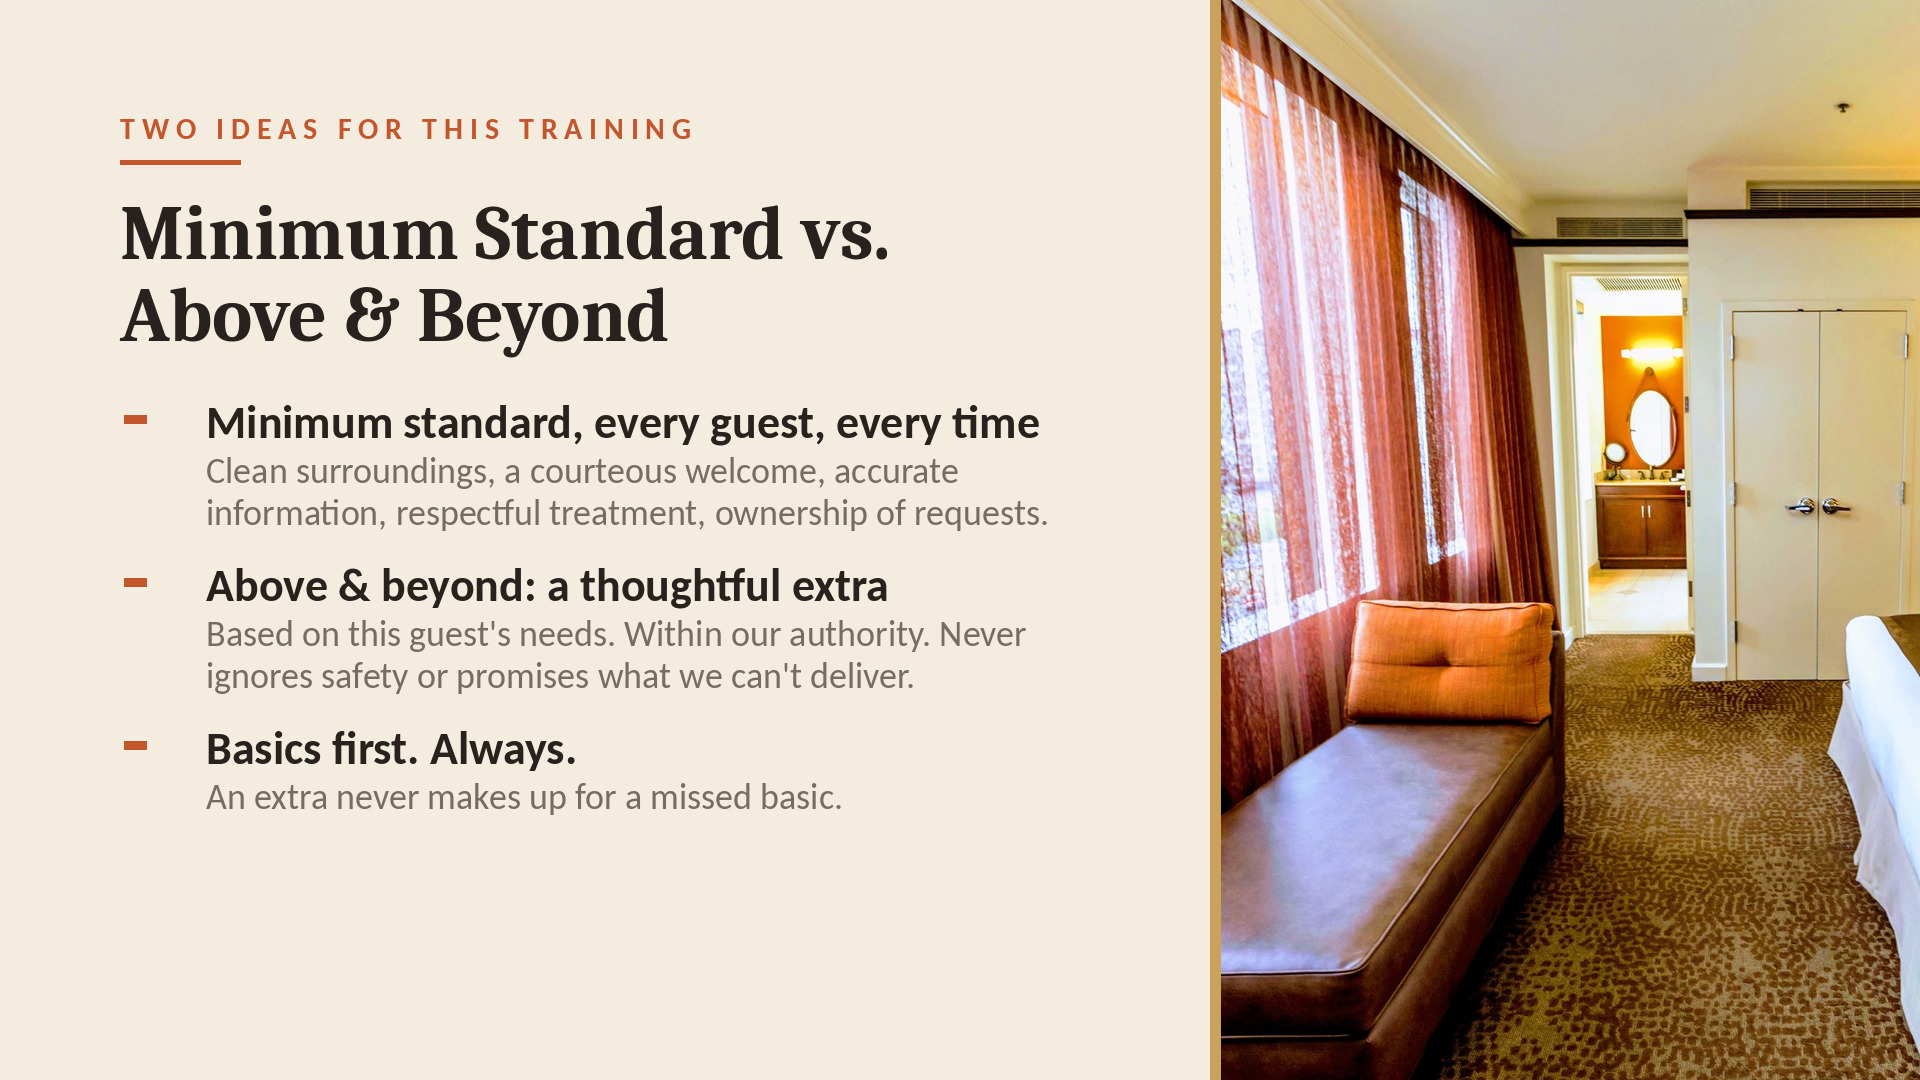 TWO IDEAS FOR THIS TRAINING
Minimum Standard vs.
Above & Beyond
Minimum standard, every guest, every time
Clean surroundings, a courteous welcome, accurate
information, respectful treatment, ownership of requests.
Above & beyond: a thoughtful extra
Based on this guest's needs. Within our authority. Never
ignores safety or promises what we can't deliver.
Basics first. Always.
An extra never makes up for a missed basic.